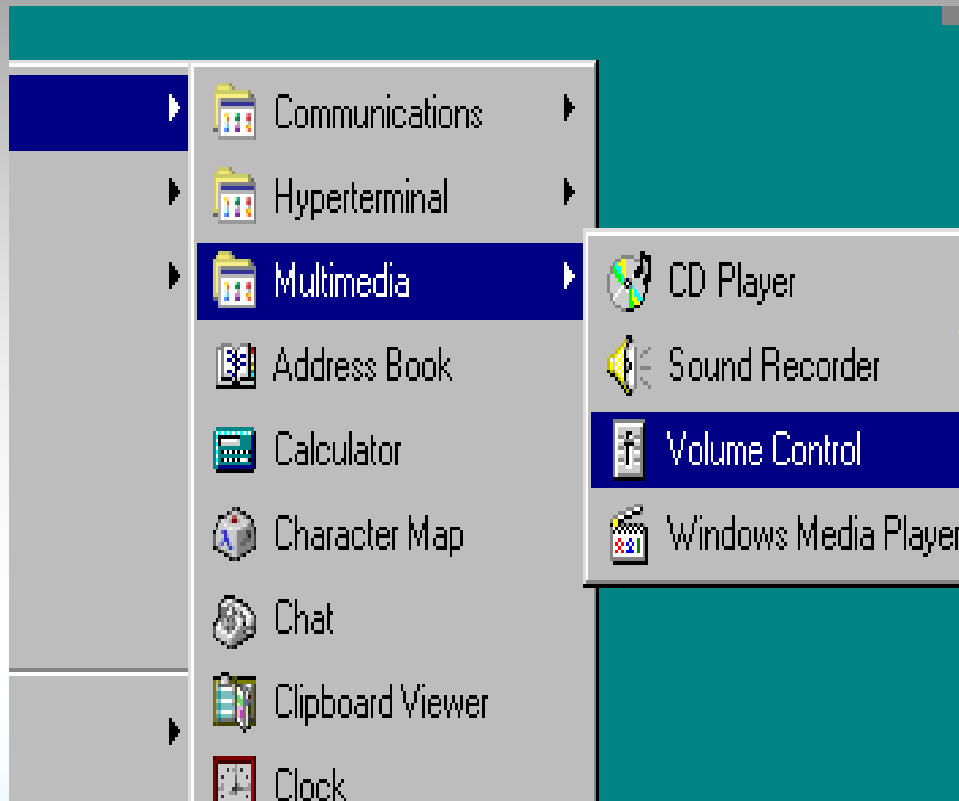 Communications
Hyperterminal
Multimedia
Address Book
Calculator
Character Map
Chat
Clipboard Viewer
Clock
CD Player
Sound Recorder
Volume Control
Windows Media Player